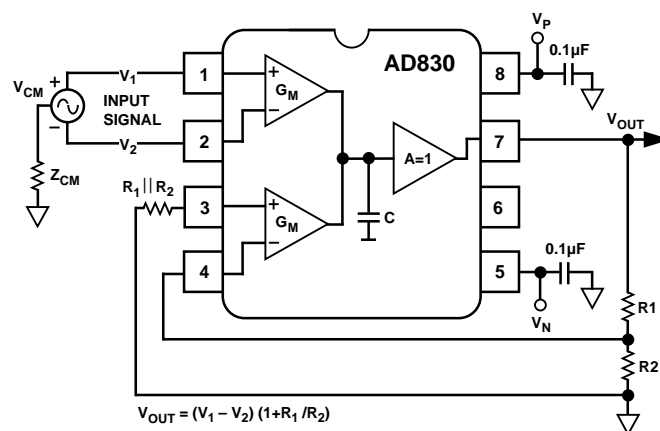 V_P
0.1µF
AD830
V_CM
+
−
INPUT
SIGNAL
V_1
V_2
Z_CM
1
2
3
4
8
7
6
5
+
−
G_M
+
−
G_M
A=1
C
V_OUT
R_1||R_2
0.1µF
V_N
R1
R2
V_OUT = (V_1 − V_2) (1+R_1/R_2)